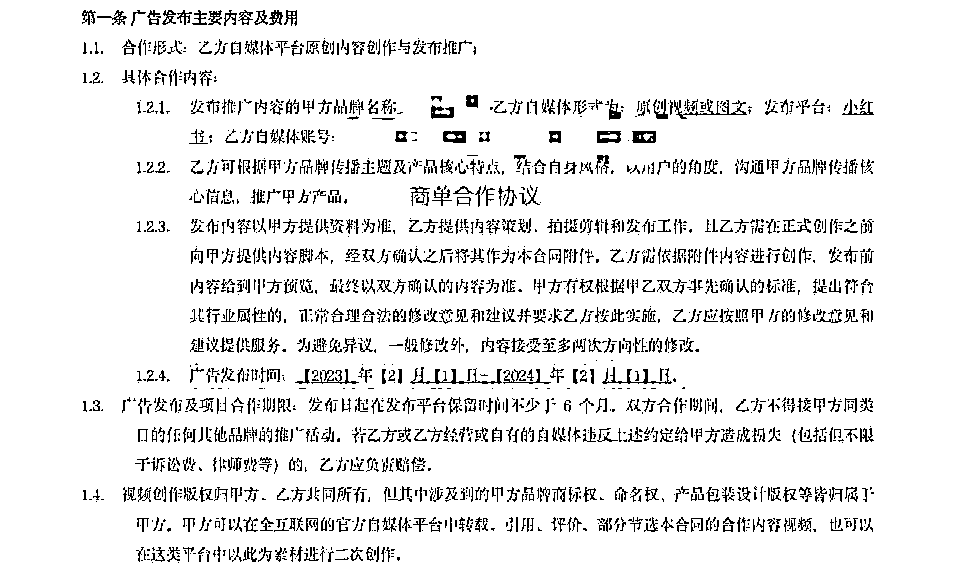 第一条 广告发布主要内容及费用
1.1. 合作形式：乙方自媒体平台原创内容创作与发布推广；
1.2. 具体合作内容：
1.2.1. 发布推广内容的甲方品牌名称 乙方自媒体形式为：原创视频或图文；发布平台：小红
书；乙方自媒体账号：
1.2.2. 乙方可根据甲方品牌传播主题及产品核心特点，结合自身风格，以用户的角度，沟通甲方品牌传播核
心信息，推广甲方产品。
商单合作协议
1.2.3. 发布内容以甲方提供资料为准，乙方提供内容策划、拍摄剪辑和发布工作。且乙方需在正式创作之前
向甲方提供内容脚本，经双方确认之后将其作为本合同附件。乙方需依据附件内容进行创作，发布前
内容给到甲方预览，最终以双方确认的内容为准。甲方有权根据甲乙双方事先确认的标准，提出符合
其行业属性的，正常合理合法的修改意见和建议并要求乙方按此实施，乙方应按照甲方的修改意见和
建议提供服务。为避免异议，一般修改外，内容接受至多两次方向性的修改。
1.2.4. 广告发布时间：【2023】年【2】月【1】日-【2024】年【2】月【1】日。
1.3. 广告发布及项目合作期限：发布日起在发布平台保留时间不少于 6 个月。双方合作期间，乙方不得接甲方同类
目的任何其他品牌的推广活动。若乙方或乙方经营或自有的自媒体违反上述约定给甲方造成损失（包括但不限
于诉讼费、律师费等）的，乙方应负责赔偿。
1.4. 视频创作版权归甲方、乙方共同所有，但其中涉及到的甲方品牌商标权、命名权、产品包装设计版权等皆归属于
甲方。甲方可以在全互联网的官方自媒体平台中转载、引用、评价、部分节选本合同的合作内容视频，也可以
在这类平台中以此为素材进行二次创作。